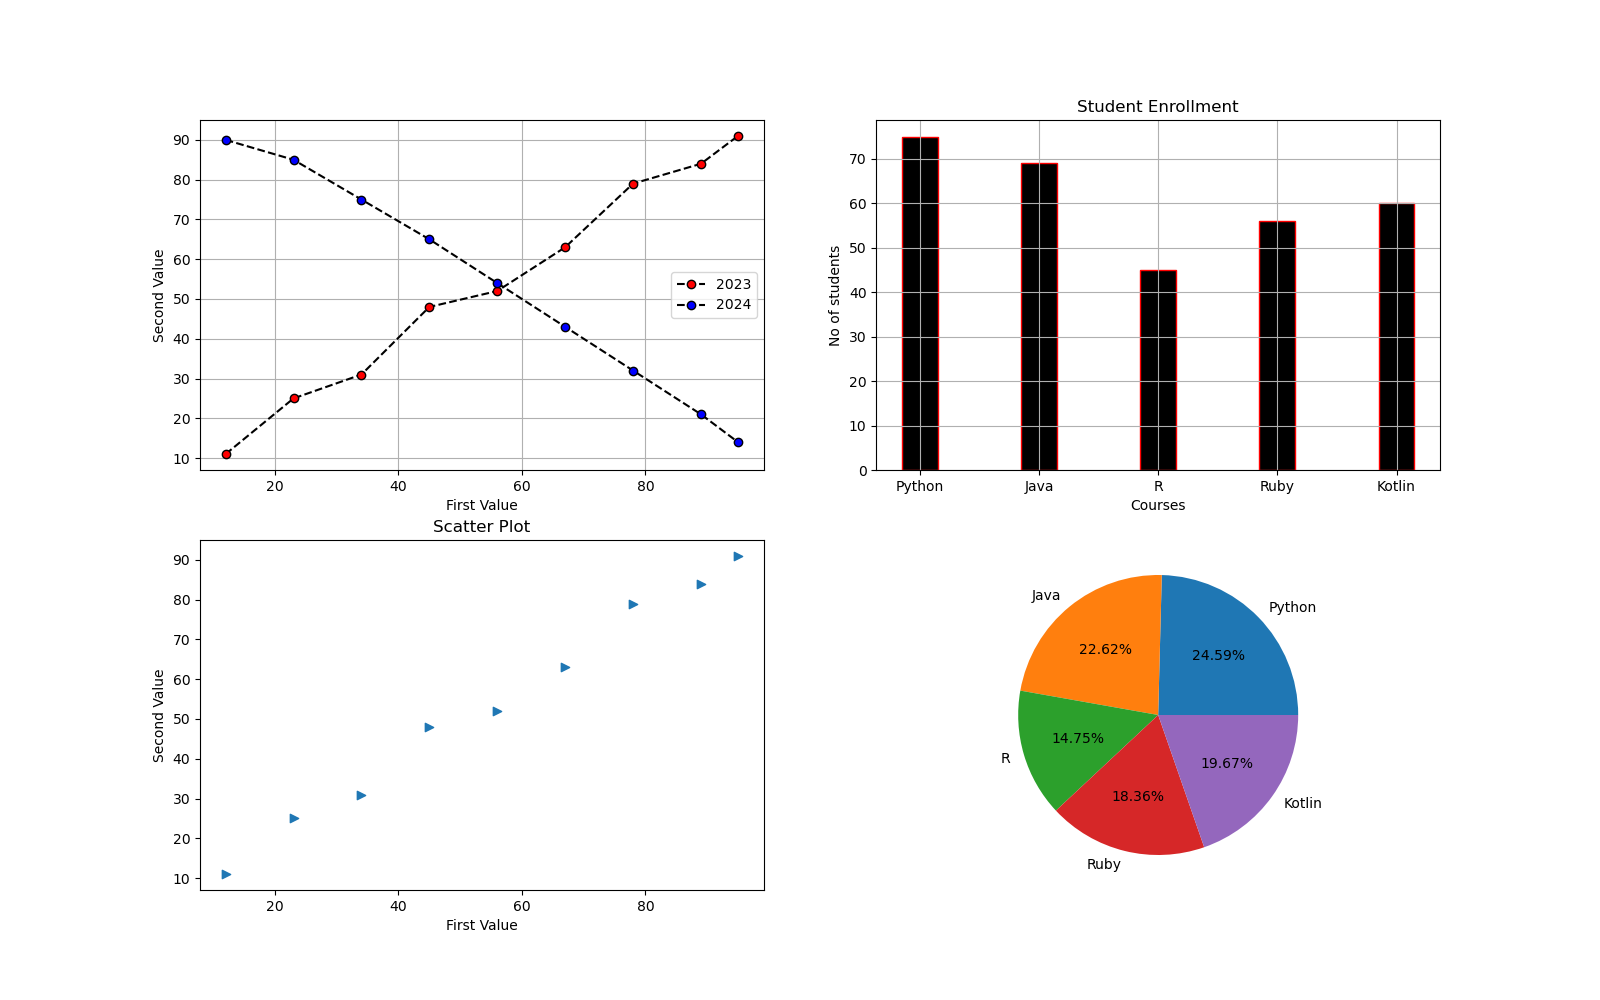 90
80
70
60
50
40
30
20
10
Second Value
2023
2024
20 40 60 80
First Value
Student Enrollment
70
60
50
40
30
20
10
0
No of students
Python Java R Ruby Kotlin
Courses
Scatter Plot
90
80
70
60
50
40
30
20
10
Second Value
20 40 60 80
First Value
Java
Python
22.62%
24.59%
14.75%
R
19.67%
18.36%
Kotlin
Ruby